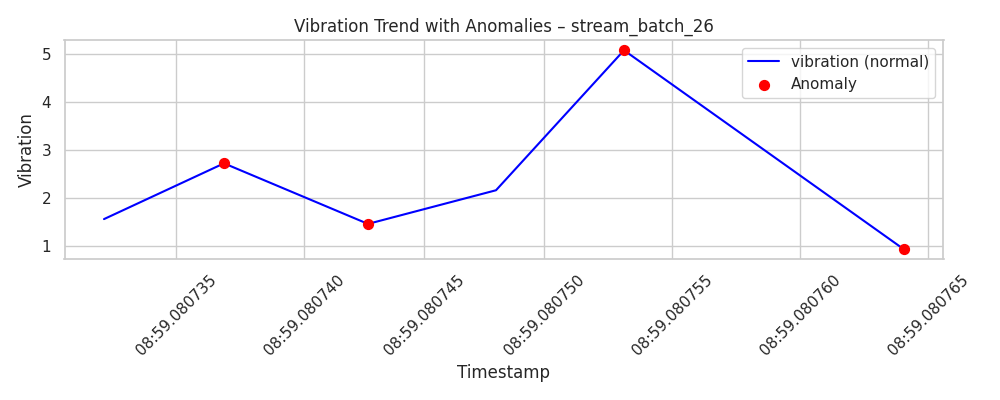 Vibration Trend with Anomalies – stream_batch_26
Vibration
5
4
3
2
1
vibration (normal)
Anomaly
08:59.080735
08:59.080740
08:59.080745
08:59.080750
08:59.080755
08:59.080760
08:59.080765
Timestamp